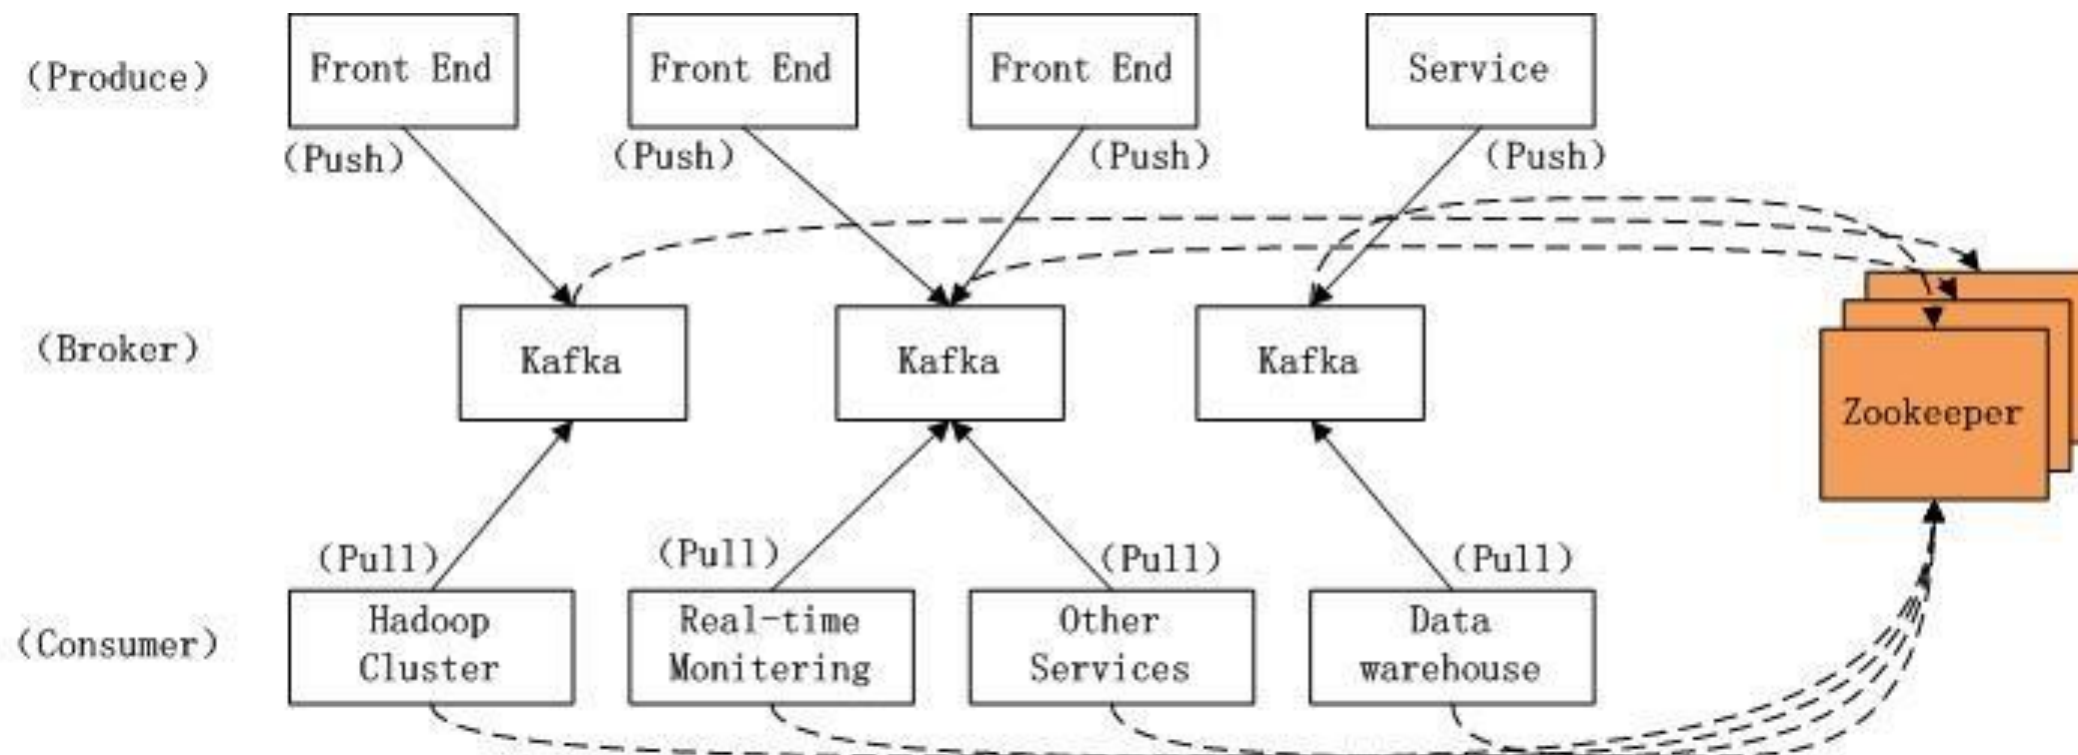 (Produce)
Front End
Front End
Front End
Service
(Push)
(Push)
(Push)
(Push)
(Broker)
Kafka
Kafka
Kafka
Zookeeper
(Pull)
(Pull)
(Pull)
(Pull)
(Consumer)
Hadoop
Cluster
Real-time
Monitering
Other
Services
Data
warehouse